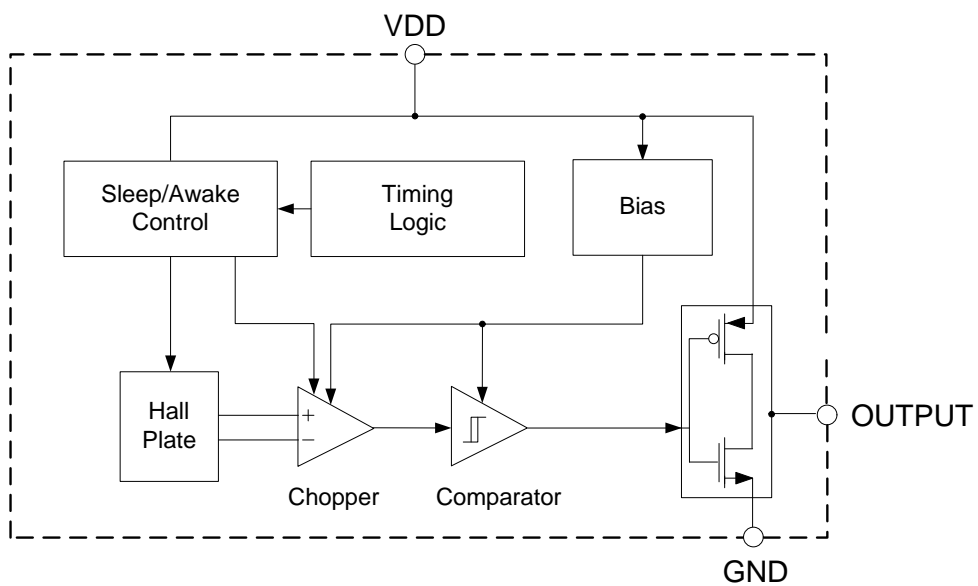 VDD
Sleep/Awake
Control
Timing
Logic
Bias
Hall
Plate
+
−
Chopper
Comparator
OUTPUT
GND